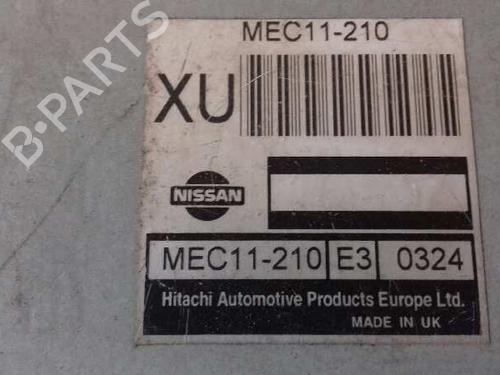 B-PARTS
MEC11-210
XU
NISSAN
MEC11-210 E3 0324
Hitachi Automotive Products Europe Ltd.
MADE IN UK